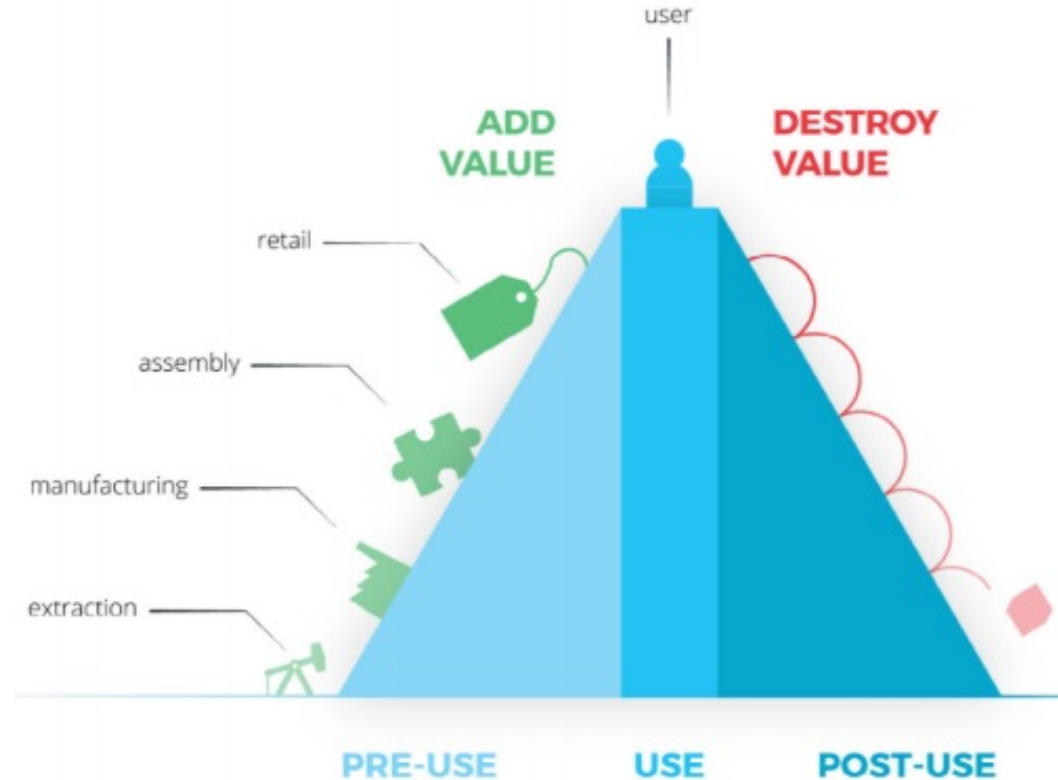 user
ADD
VALUE
DESTROY
VALUE
retail
assembly
manufacturing
extraction
PRE-USE
USE
POST-USE